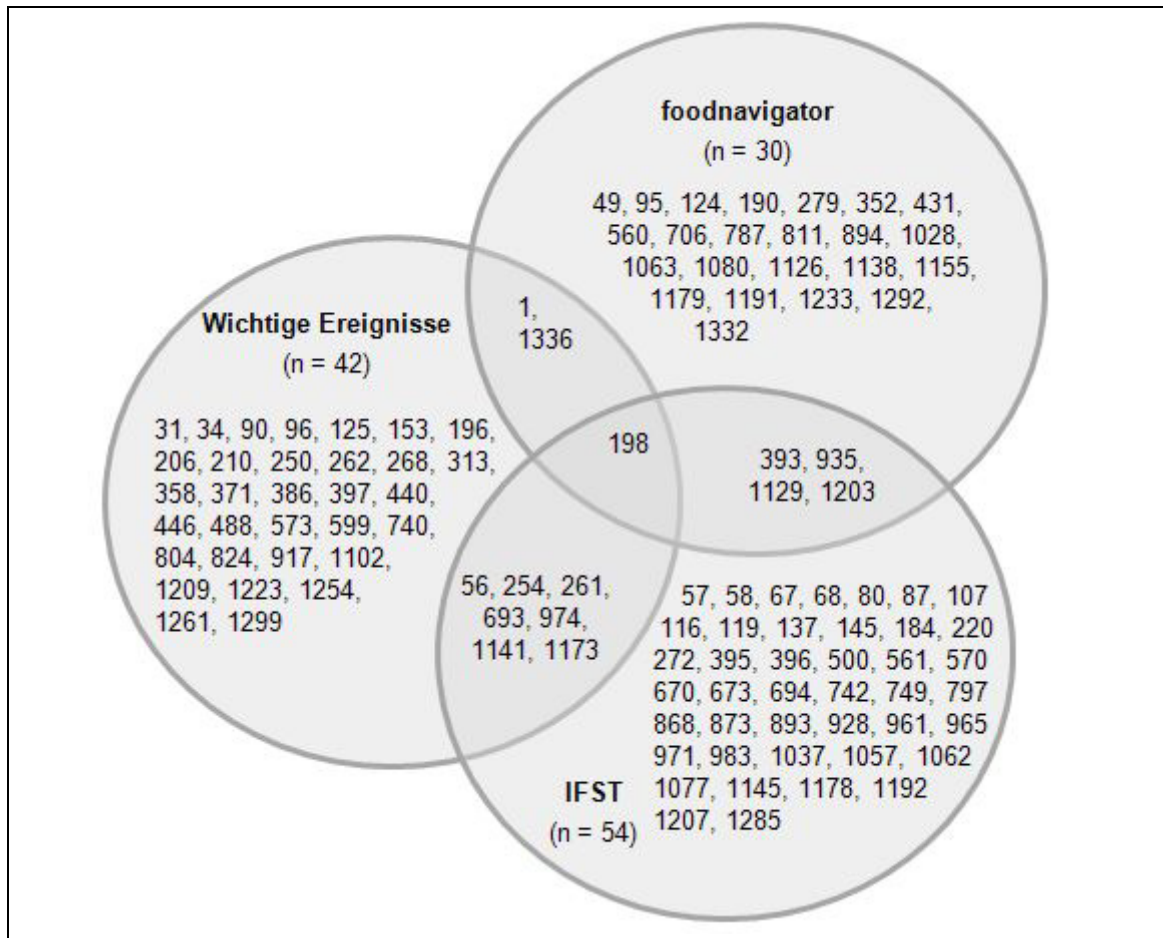 foodnavigator
(n = 30)
49, 95, 124, 190, 279, 352, 431,
560, 706, 787, 811, 894, 1028,
1063, 1080, 1126, 1138, 1155,
1179, 1191, 1233, 1292,
1332
1,
1336
Wichtige Ereignisse
(n = 42)
31, 34, 90, 96, 125, 153, 196,
206, 210, 250, 262, 268, 313,
358, 371, 386, 397, 440,
446, 488, 573, 599, 740,
804, 824, 917, 1102,
1209, 1223, 1254,
1261, 1299
198
393, 935,
1129, 1203
56, 254, 261,
693, 974,
1141, 1173
57, 58, 67, 68, 80, 87, 107
116, 119, 137, 145, 184, 220
272, 395, 396, 500, 561, 570
670, 673, 694, 742, 749, 797
868, 873, 893, 928, 961, 965
971, 983, 1037, 1057, 1062
1077, 1145, 1178, 1192
1207, 1285
IFST
(n = 54)